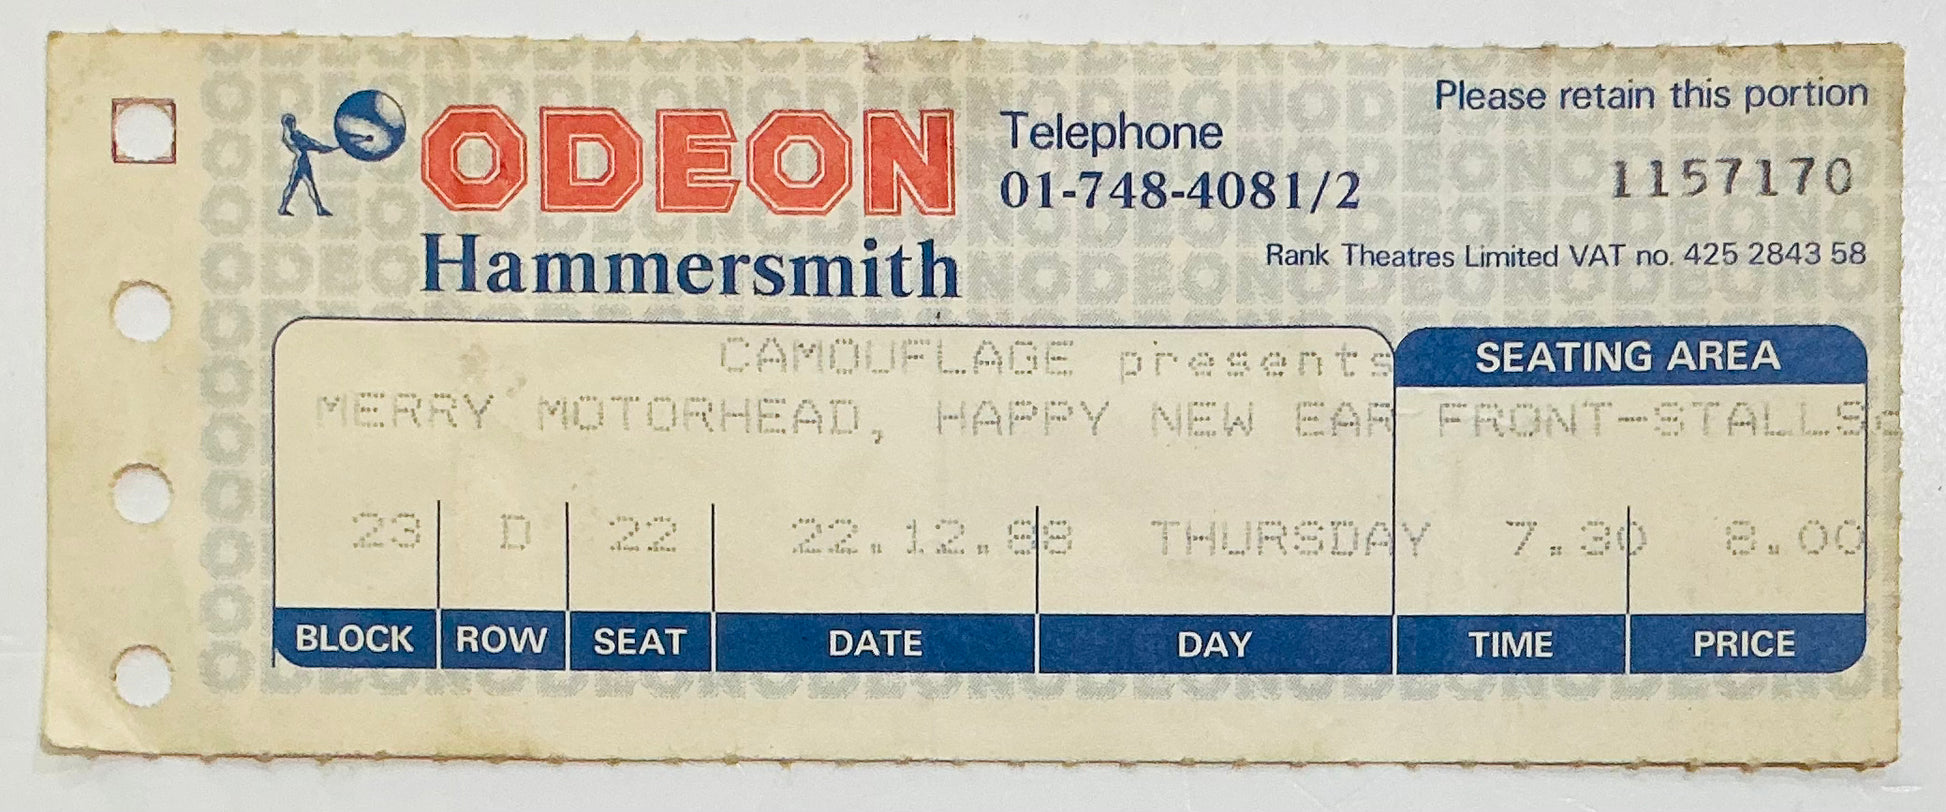 Please retain this portion
ODEON
Telephone
01-748-4081/2
1157170
Hammersmith
Rank Theatres Limited VAT no. 425 2843 58
CAMOUFLAGE presents
SEATING AREA
MERRY MOTORHEAD, HAPPY NEW EAR FRONT-STALLS
23 D 22 22.12.88 THURSDAY 7.30 8.00
BLOCK ROW SEAT DATE DAY TIME PRICE